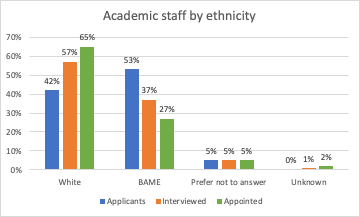 Academic staff by ethnicity
70%
60%
50%
40%
30%
20%
10%
0%
42%
57%
65%
53%
37%
27%
5%
5%
5%
0%
1%
2%
White
BAME
Prefer not to answer
Unknown
Applicants
Interviewed
Appointed